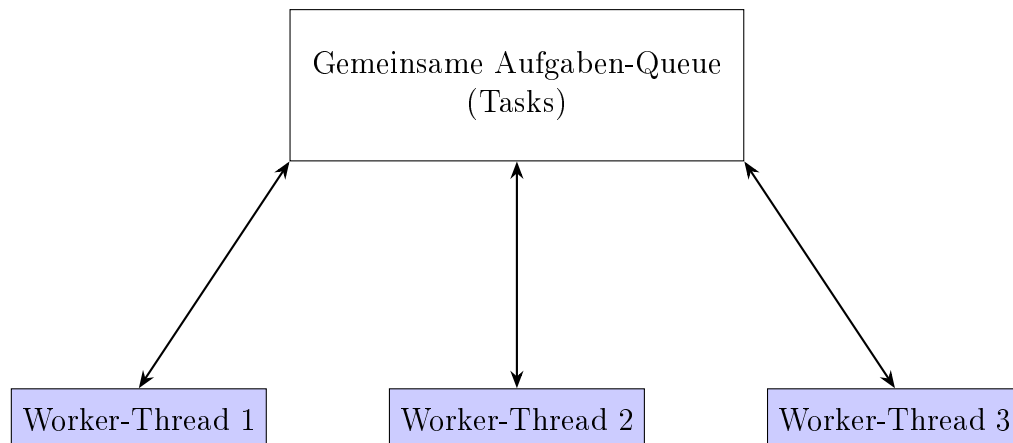 Gemeinsame Aufgaben-Queue
(Tasks)
Worker-Thread 1
Worker-Thread 2
Worker-Thread 3